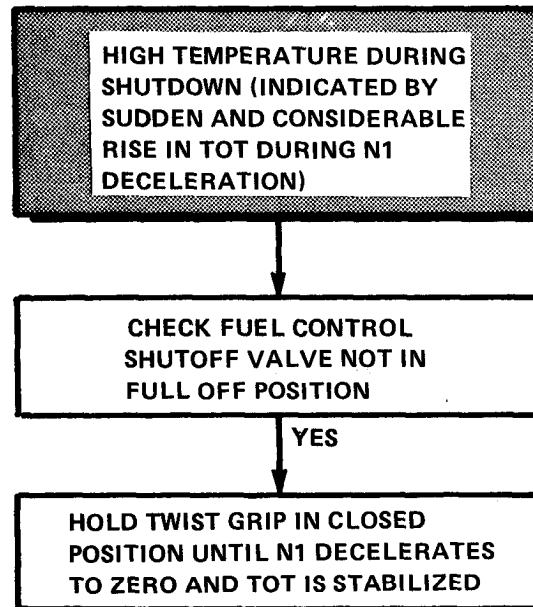 HIGH TEMPERATURE DURING
SHUTDOWN (INDICATED BY
SUDDEN AND CONSIDERABLE
RISE IN TOT DURING N1
DECELERATION)
CHECK FUEL CONTROL
SHUTOFF VALVE NOT IN
FULL OFF POSITION
YES
HOLD TWIST GRIP IN CLOSED
POSITION UNTIL N1 DECELERATES
TO ZERO AND TOT IS STABILIZED